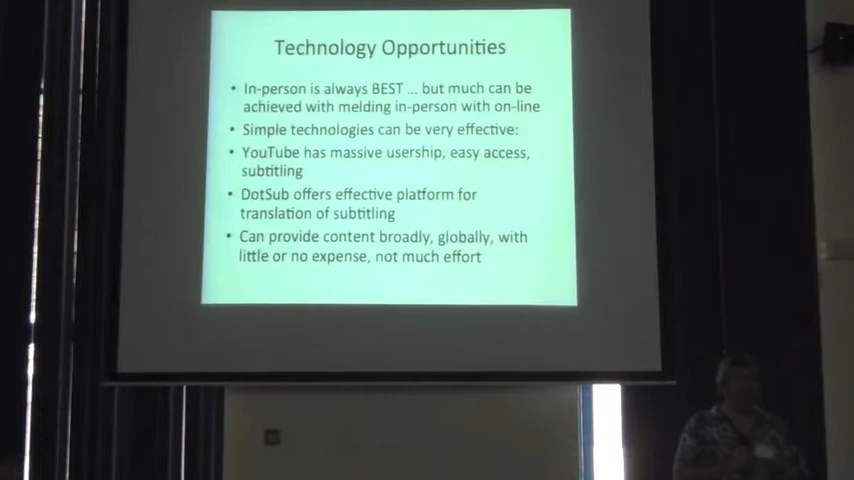 Technology Opportunities
• In-person is always BEST ... but much can be
achieved with melding in-person with on-line
• Simple technologies can be very effective:
• YouTube has massive usership, easy access,
subtitling
• DotSub offers effective platform for
translation of subtitling
• Can provide content broadly, globally, with
little or no expense, not much effort